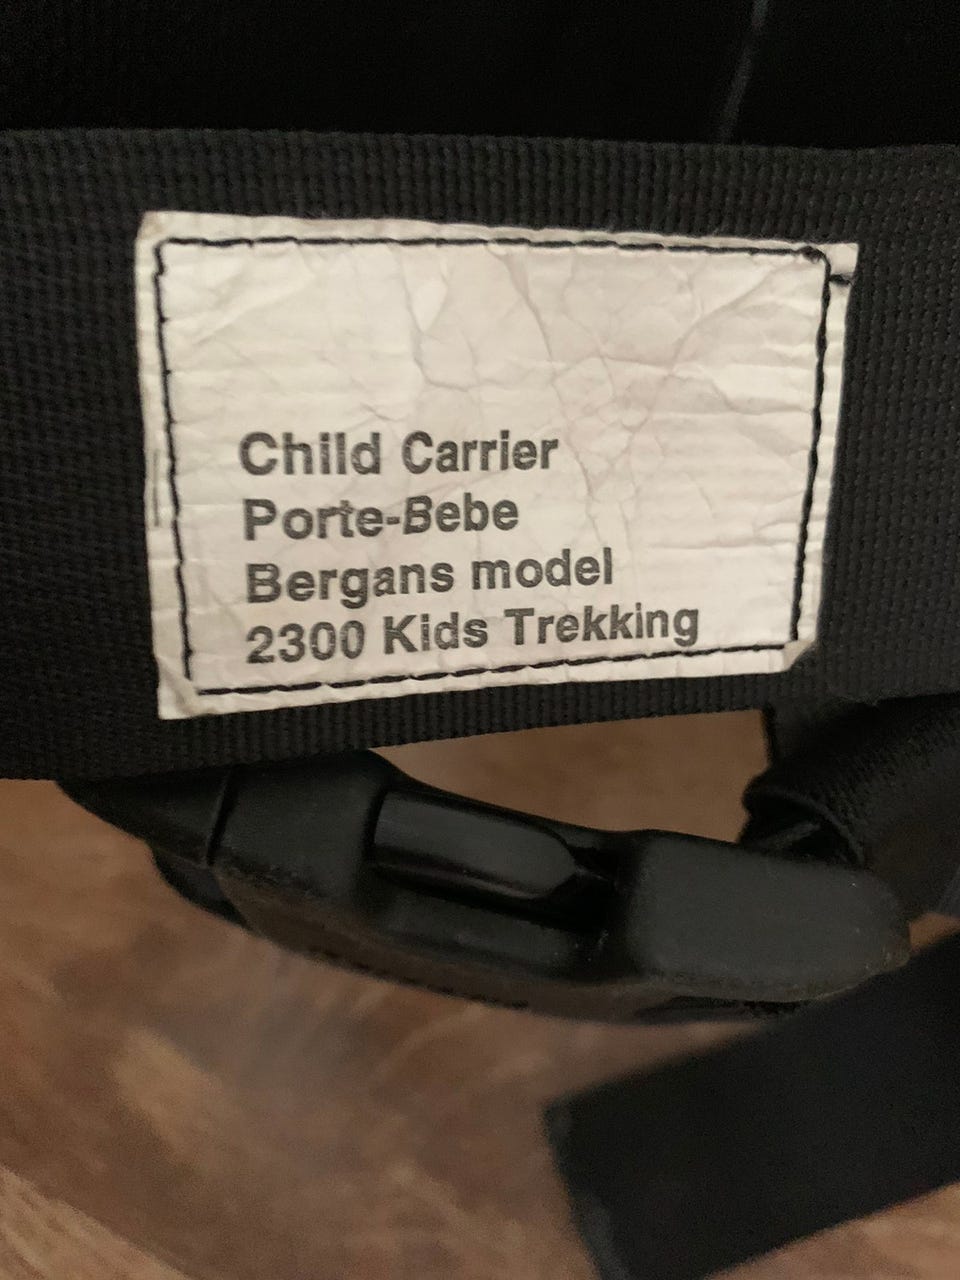 Child Carrier
Porte-Bebe
Bergans model
2300 Kids Trekking